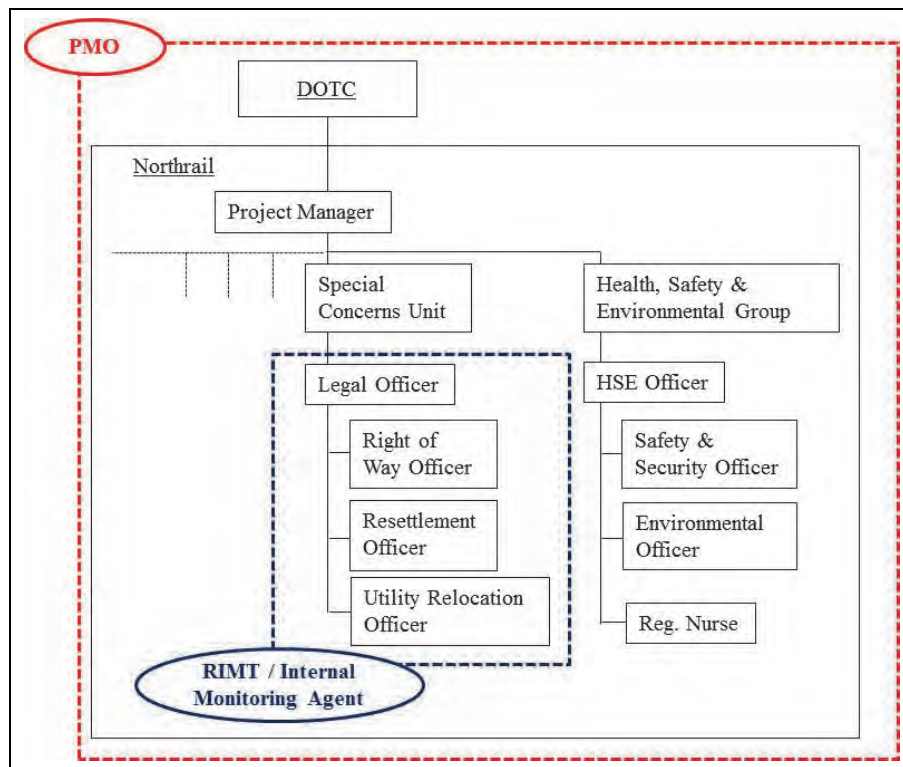 PMO
DOTC
Northrail
Project Manager
Special
Concerns Unit
Health, Safety &
Environmental Group
Legal Officer
HSE Officer
Right of
Way Officer
Safety &
Security Officer
Resettlement
Officer
Environmental
Officer
Utility Relocation
Officer
Reg. Nurse
RIMT / Internal
Monitoring Agent